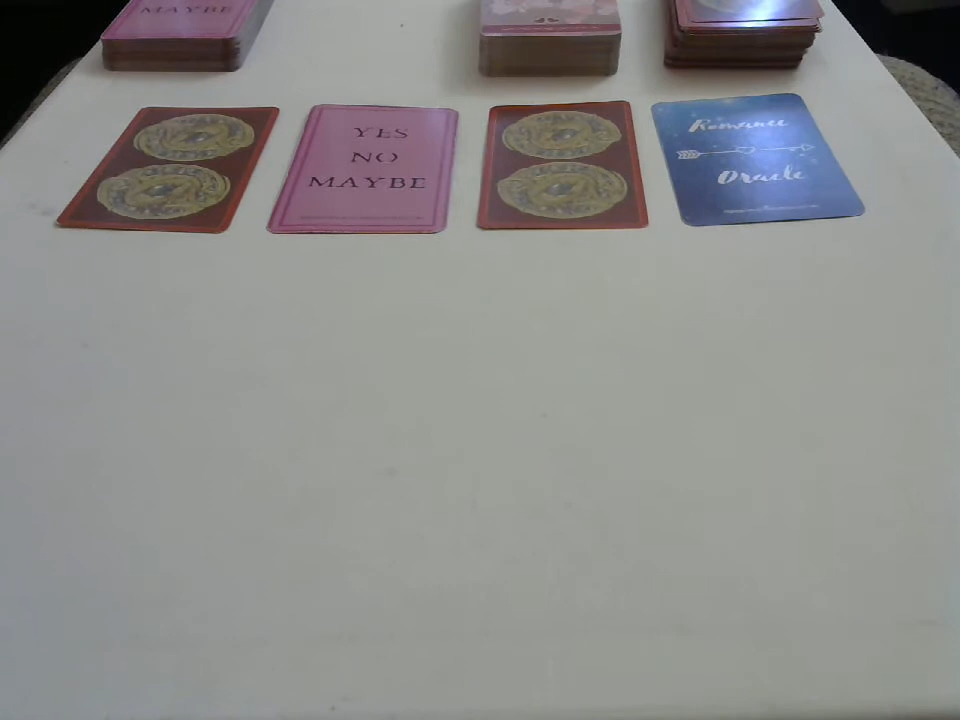 MAYBE
YES
NO
MAYBE
Romance
Oracle